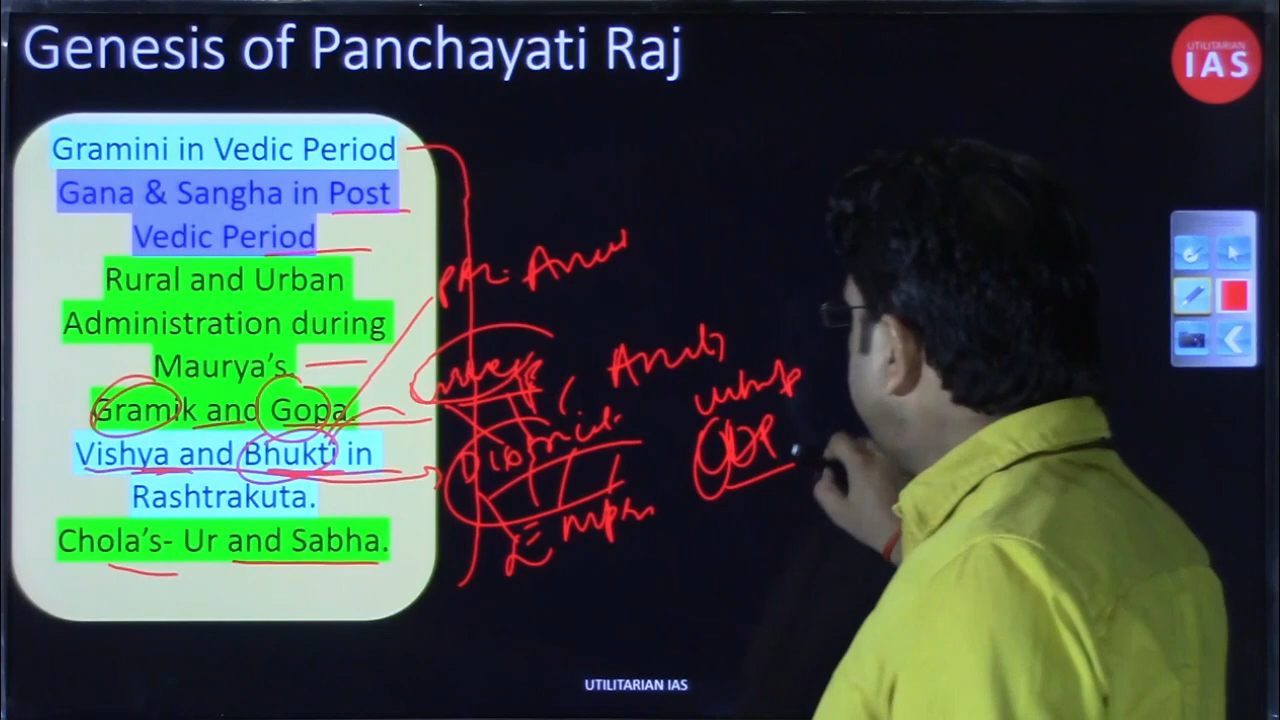 Genesis of Panchayati Raj
UTILITARIAN
IAS
Gramini in Vedic Period
Gana & Sangha in Post
Vedic Period
Rural and Urban
Administration during
Maurya's.
Gramik and Gopa.
Vishya and Bhukti in
Rashtrakuta.
Chola's- Ur and Sabha.
District
UTILITARIAN IAS